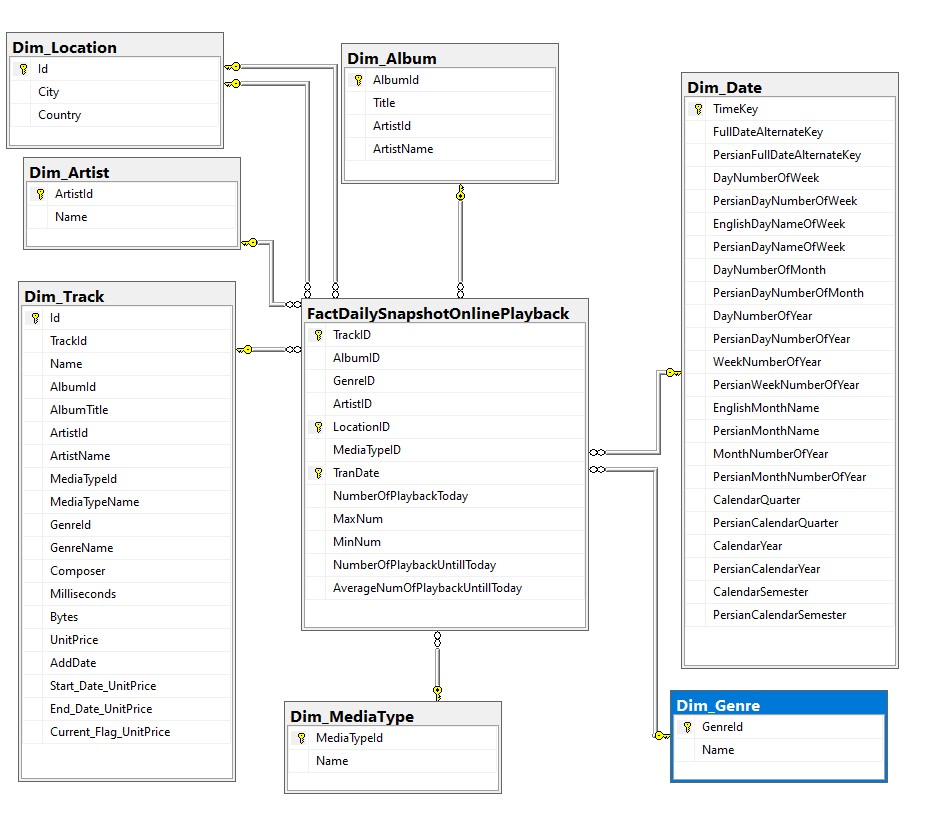 Dim_Location
Id
City
Country
Dim_Artist
ArtistId
Name
Dim_Track
Id
TrackId
Name
AlbumId
AlbumTitle
ArtistId
ArtistName
MediaTypeId
MediaTypeName
GenreId
GenreName
Composer
Milliseconds
Bytes
UnitPrice
AddDate
Start_Date_UnitPrice
End_Date_UnitPrice
Current_Flag_UnitPrice
Dim_Album
AlbumId
Title
ArtistId
ArtistName
FactDailySnapshotOnlinePlayback
TrackID
AlbumID
GenreID
ArtistID
LocationID
MediaTypeID
TranDate
NumberOfPlaybackToday
MaxNum
MinNum
NumberOfPlaybackUntillToday
AverageNumOfPlaybackUntillToday
Dim_MediaType
MediaTypeId
Name
Dim_Date
TimeKey
FullDateAlternateKey
PersianFullDateAlternateKey
DayNumberOfWeek
PersianDayNumberOfWeek
EnglishDayNameOfWeek
PersianDayNameOfWeek
DayNumberOfMonth
PersianDayNumberOfMonth
DayNumberOfYear
PersianDayNumberOfYear
WeekNumberOfYear
PersianWeekNumberOfYear
EnglishMonthName
PersianMonthName
MonthNumberOfYear
PersianMonthNumberOfYear
CalendarQuarter
PersianCalendarQuarter
CalendarYear
PersianCalendarYear
CalendarSemester
PersianCalendarSemester
Dim_Genre
GenreId
Name